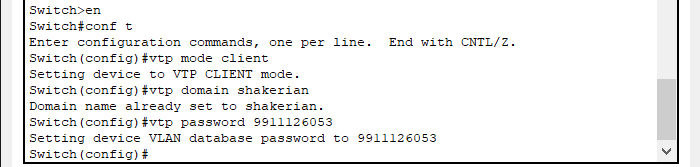 Switch>en
Switch#conf t
Enter configuration commands, one per line.  End with CNTL/Z.
Switch(config)#vtp mode client
Setting device to VTP CLIENT mode.
Switch(config)#vtp domain shakerian
Domain name already set to shakerian.
Switch(config)#vtp password 9911126053
Setting device VLAN database password to 9911126053
Switch(config)#